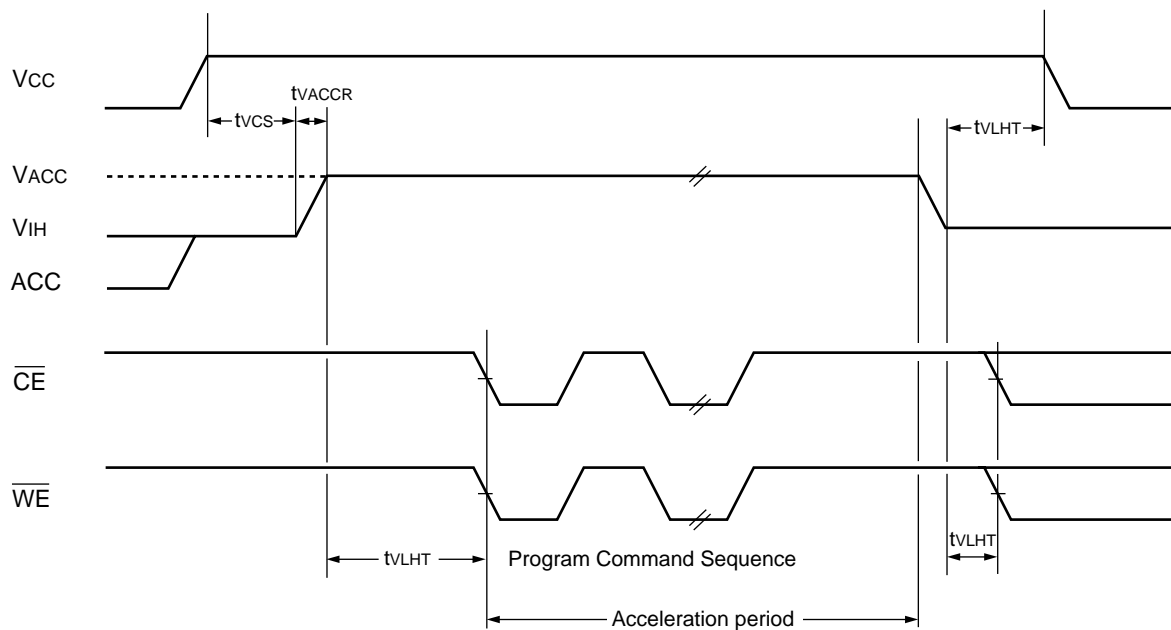 VCC
tVACCR
tVCS
tVLHT
VACC
VIH
ACC
CE
WE
tVLHT
tVLHT Program Command Sequence
Acceleration period